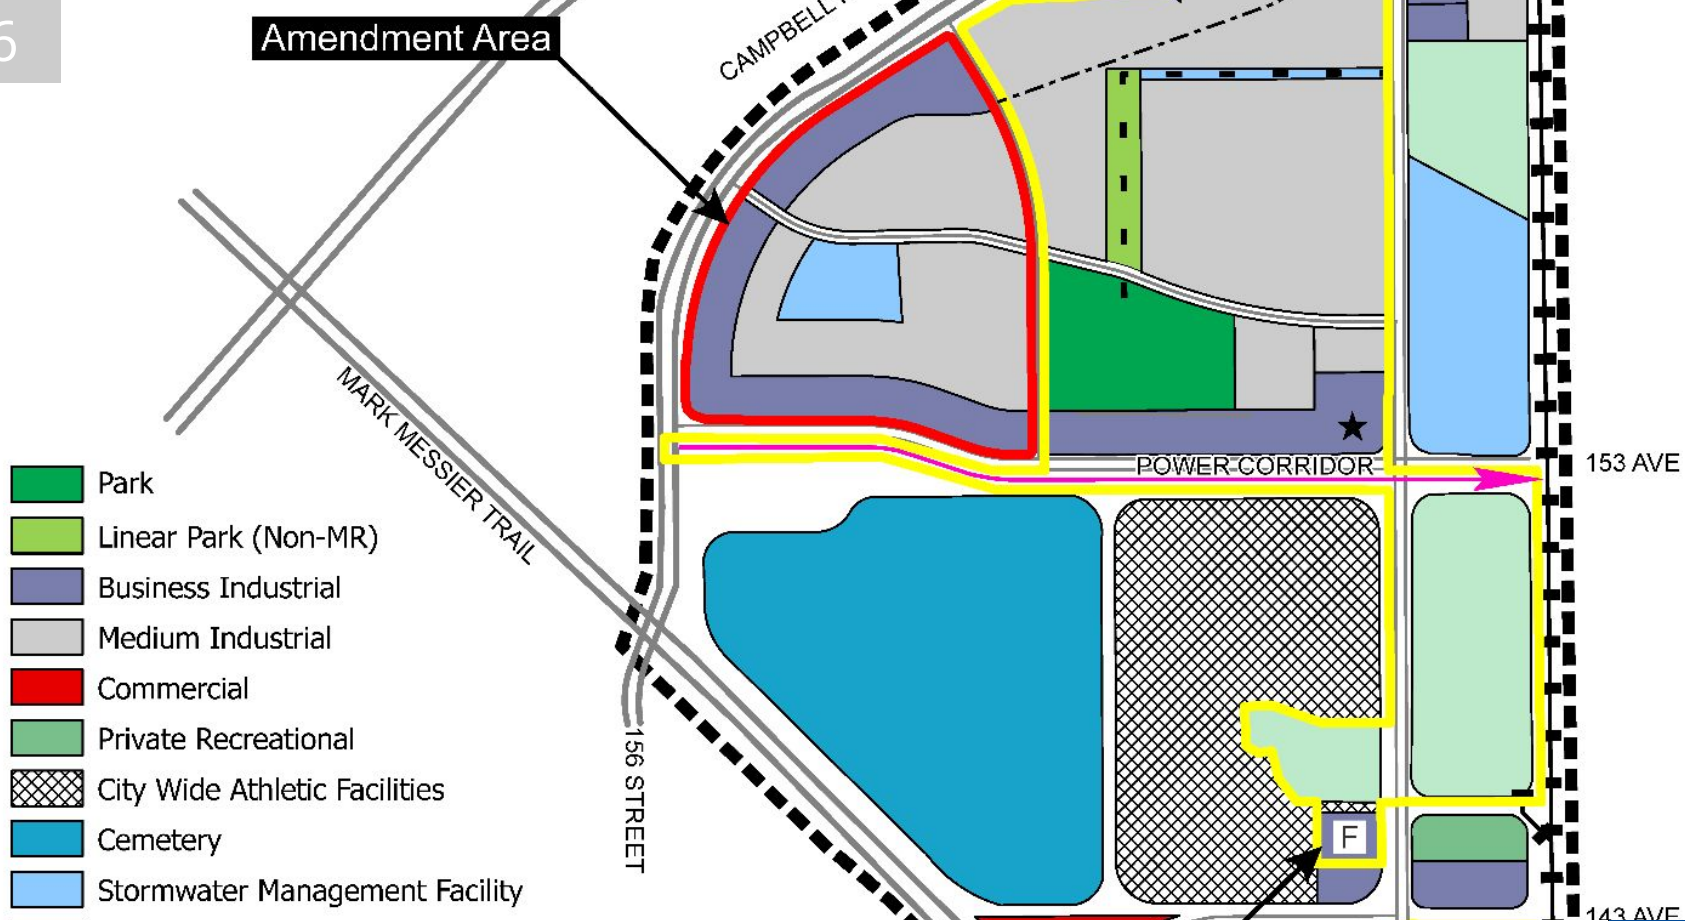 6
Amendment Area
CAMPBELL
MARK MESSIER TRAIL
POWER CORRIDOR
153 AVE
Park
Linear Park (Non-MR)
Business Industrial
Medium Industrial
Commercial
Private Recreational
City Wide Athletic Facilities
Cemetery
Stormwater Management Facility
156 STREET
F
143 AVE